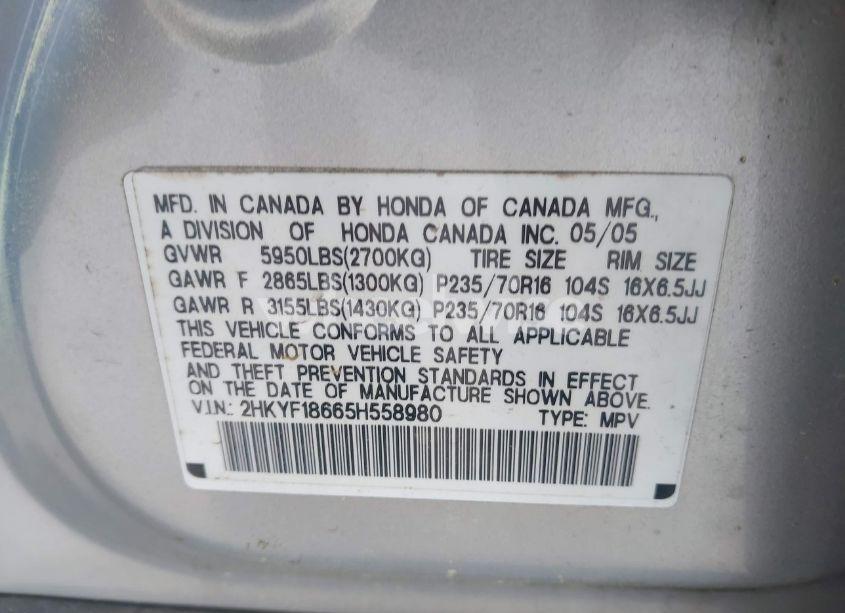 MFD. IN CANADA BY HONDA OF CANADA MFG.,
A DIVISION OF HONDA CANADA INC. 05/05
GVWR 5950LBS(2700KG) TIRE SIZE RIM SIZE
GAWR F 2865LBS(1300KG) P235/70R16 104S 16X6.5JJ
GAWR R 3155LBS(1430KG) P235/70R16 104S 16X6.5JJ
THIS VEHICLE CONFORMS TO ALL APPLICABLE
FEDERAL MOTOR VEHICLE SAFETY
AND THEFT PREVENTION STANDARDS IN EFFECT
ON THE DATE OF MANUFACTURE SHOWN ABOVE.
V.I.N.: 2HKYF18665H558980 TYPE: MPV